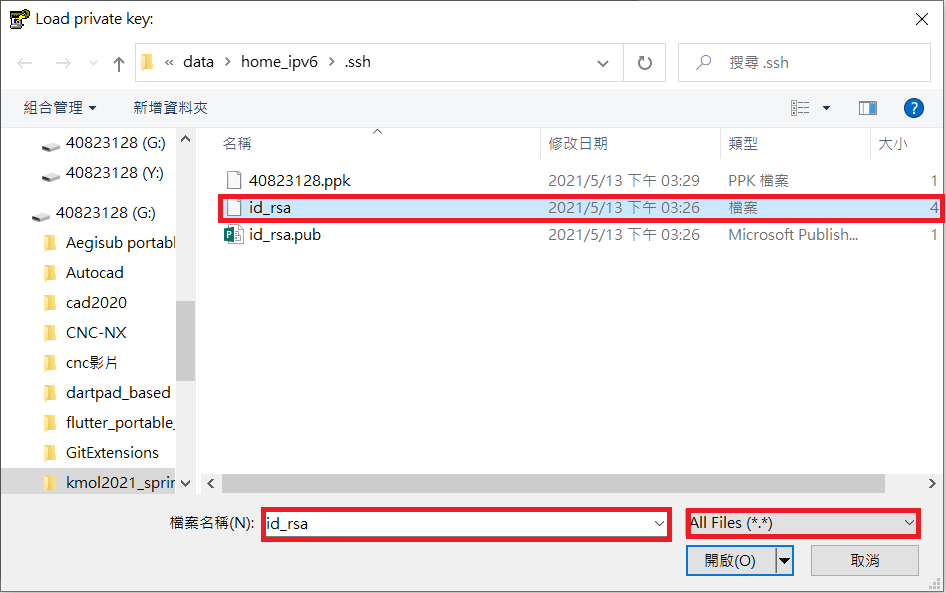 Load private key:
« data › home_ipv6 › .ssh
搜尋 .ssh
組合管理
新增資料夾
?
40823128 (G:)
40823128 (Y:)
40823128 (G:)
Aegisub portabl
Autocad
cad2020
CNC-NX
cnc影片
dartpad_based
flutter_portable_
GitExtensions
kmol2021_sprin
名稱 修改日期 類型 大小
40823128.ppk 2021/5/13 下午 03:29 PPK 檔案 1
id_rsa 2021/5/13 下午 03:26 檔案 4
id_rsa.pub 2021/5/13 下午 03:26 Microsoft Publish... 1
檔案名稱(N): id_rsa
All Files (*.*)
開啟(O)
取消